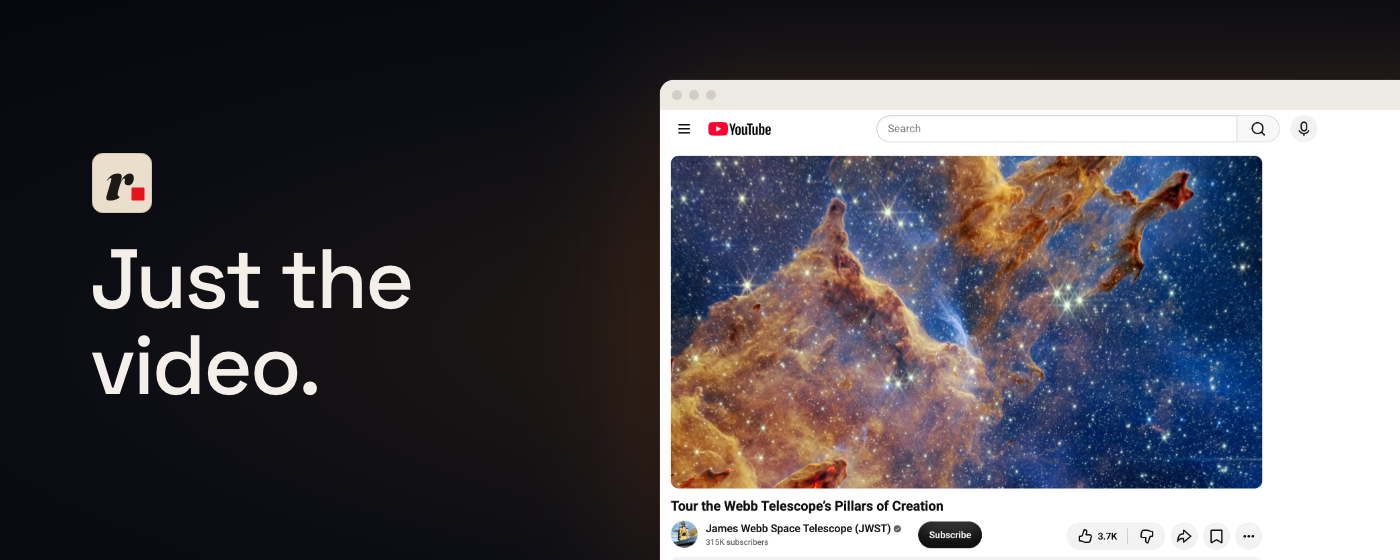 r.
Just the
video.
YouTube
Search
Tour the Webb Telescope’s Pillars of Creation
James Webb Space Telescope (JWST)
315K subscribers
Subscribe
3.7K